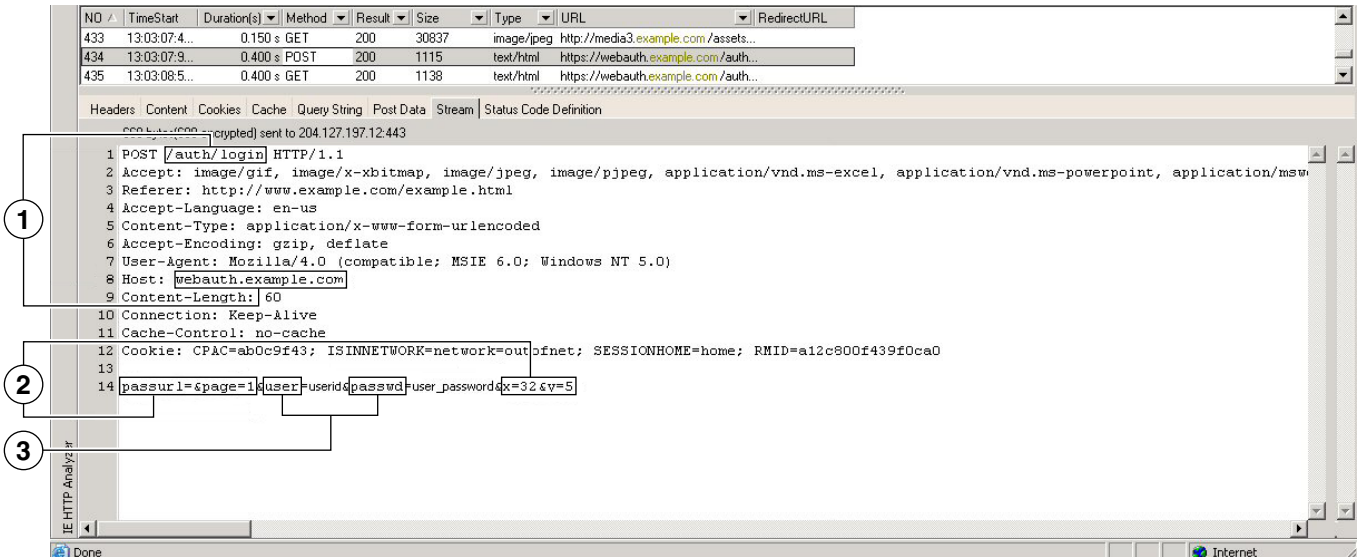 NO TimeStart Duration(s) Method Result Size Type URL RedirectURL
433 13:03:07:4... 0.150 s GET 200 30837 image/jpeg http://media3.example.com /assets...
434 13:03:07:9... 0.400 s POST 200 1115 text/html https://webauth.example.com /auth...
435 13:03:08:5... 0.400 s GET 200 1138 text/html https://webauth.example.com /auth...
Headers Content Cookies Cache Query String Post Data Stream Status Code Definition
sent to 204.127.197.12:443
1 POST /auth/login HTTP/1.1
2 Accept: image/gif, image/x-xbitmap, image/jpeg, image/pjpeg, application/vnd.ms-excel, application/vnd.ms-powerpoint, application/msw
3 Referer: http://www.example.com/example.html
4 Accept-Language: en-us
1
5 Content-Type: application/x-www-form-urlencoded
6 Accept-Encoding: gzip, deflate
7 User-Agent: Mozilla/4.0 (compatible; MSIE 6.0; Windows NT 5.0)
8 Host: webauth.example.com
9 Content-Length: 60
10 Connection: Keep-Alive
11 Cache-Control: no-cache
12 Cookie: CPAC=ab0c9f43; ISINNETWORK=network=outofnet; SESSIONHOME=home; RMID=a12c800f439f0ca0
13
2
14 passurl=&page=1&user=userid&passwd=user_password&x=32&y=5
3
IE HTTP Analyzer
Done Internet